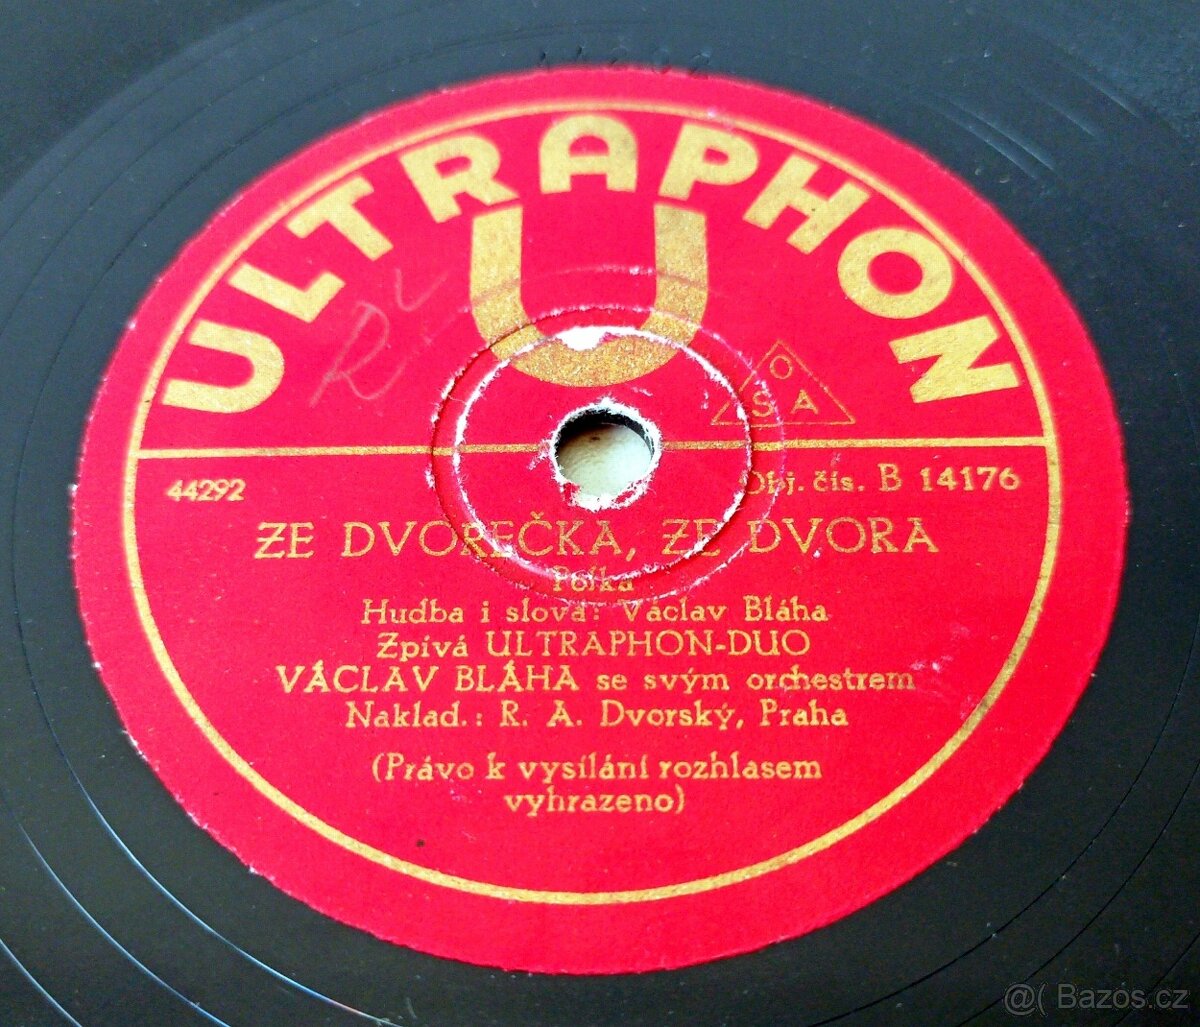 44292
ULTRAPHON
U
O
S A
44292
Obj. čís. B 14176
ZE DVOREČKA, ZE DVORA
Polka
Hudba i slova: Václav Bláha
Zpívá ULTRAPHON-DUO
VÁCLAV BLÁHA se svým orchestrem
Naklad.: R. A. Dvorský, Praha
(Právo k vysílání rozhlasem
vyhrazeno)
@( Bazos.cz